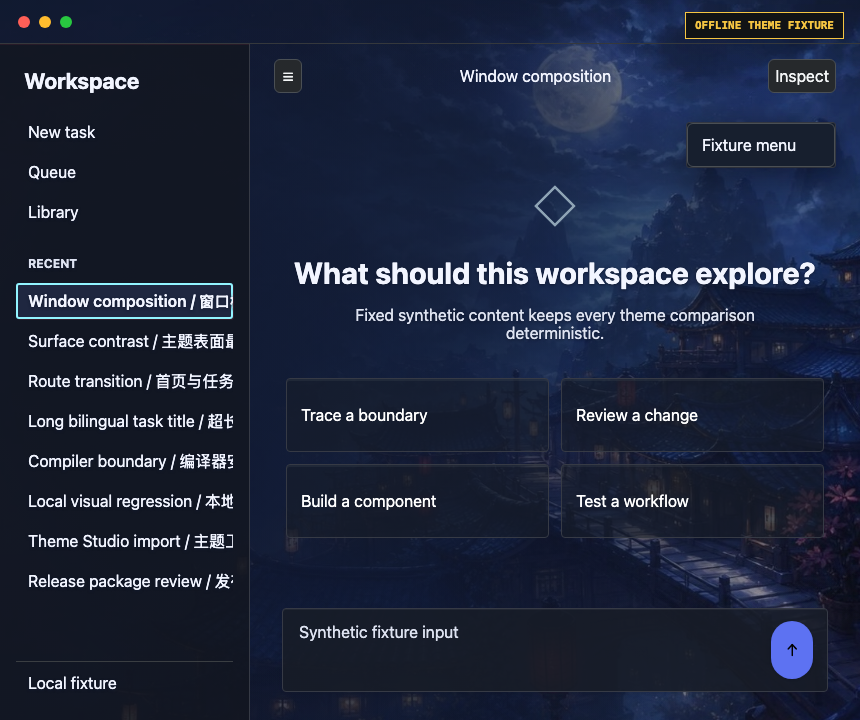 OFFLINE THEME FIXTURE
Workspace
New task
Queue
Library
RECENT
Window composition / 窗口
Surface contrast / 主题表面
Route transition / 首页与任务
Long bilingual task title / 超
Compiler boundary / 编译器
Local visual regression / 本地
Theme Studio import / 主题
Release package review / 发
Local fixture
≡
Window composition
Inspect
Fixture menu
What should this workspace explore?
Fixed synthetic content keeps every theme comparison
deterministic.
Trace a boundary
Review a change
Build a component
Test a workflow
Synthetic fixture input
↑